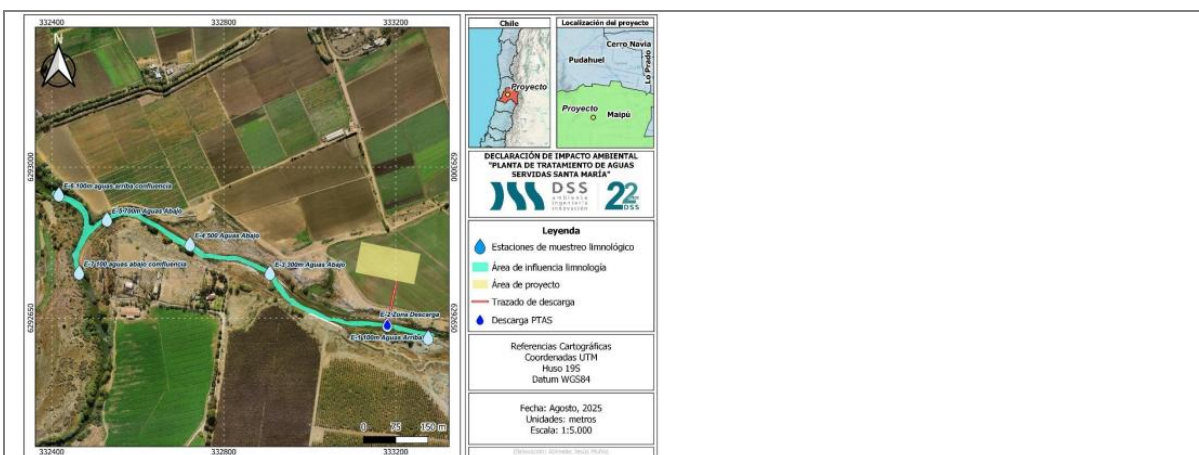 332400
332800
333200
N
6293000
6292650
E-6 100m aguas arriba confluencia
E-5 700m Aguas Abajo
E-4 500 Aguas Abajo
E-7 100 aguas abajo comfluencia
E-3 300m Aguas Abajo
E-2 Zona Descarga
E-1 100m Aguas Arriba
0 75 150 m
332400
332800
333200
6293000
6292650
Chile
Proyecto
Localización del proyecto
Cerro Navia
Pudahuel
Lo Prado
Proyecto
Maipú
DECLARACIÓN DE IMPACTO AMBIENTAL
"PLANTA DE TRATAMIENTO DE AGUAS
SERVIDAS SANTA MARÍA"
DSS
ambiente
ingeniería
innovación
22
DSS
Leyenda
Estaciones de muestreo limnológico
Área de influencia limnología
Área de proyecto
Trazado de descarga
Descarga PTAS
Referencias Cartográficas
Coordenadas UTM
Huso 19S
Datum WGS84
Fecha: Agosto, 2025
Unidades: metros
Escala: 1:5.000